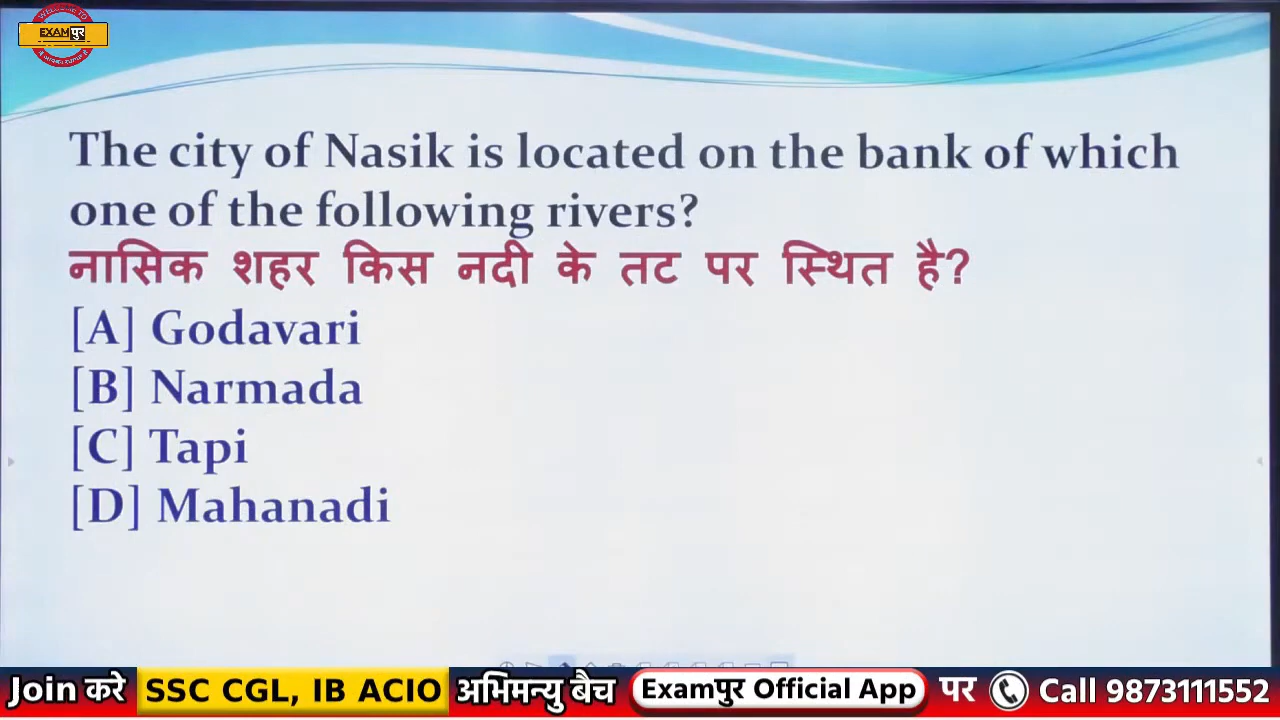 WELCOME TO
EXAMपुर
The city of Nasik is located on the bank of which
one of the following rivers?
नासिक शहर किस नदी के तट पर स्थित है?
[A] Godavari
[B] Narmada
[C] Tapi
[D] Mahanadi
Join करे SSC CGL, IB ACIO अभिमन्यु बैच Examपुर Official App पर Call 9873111552